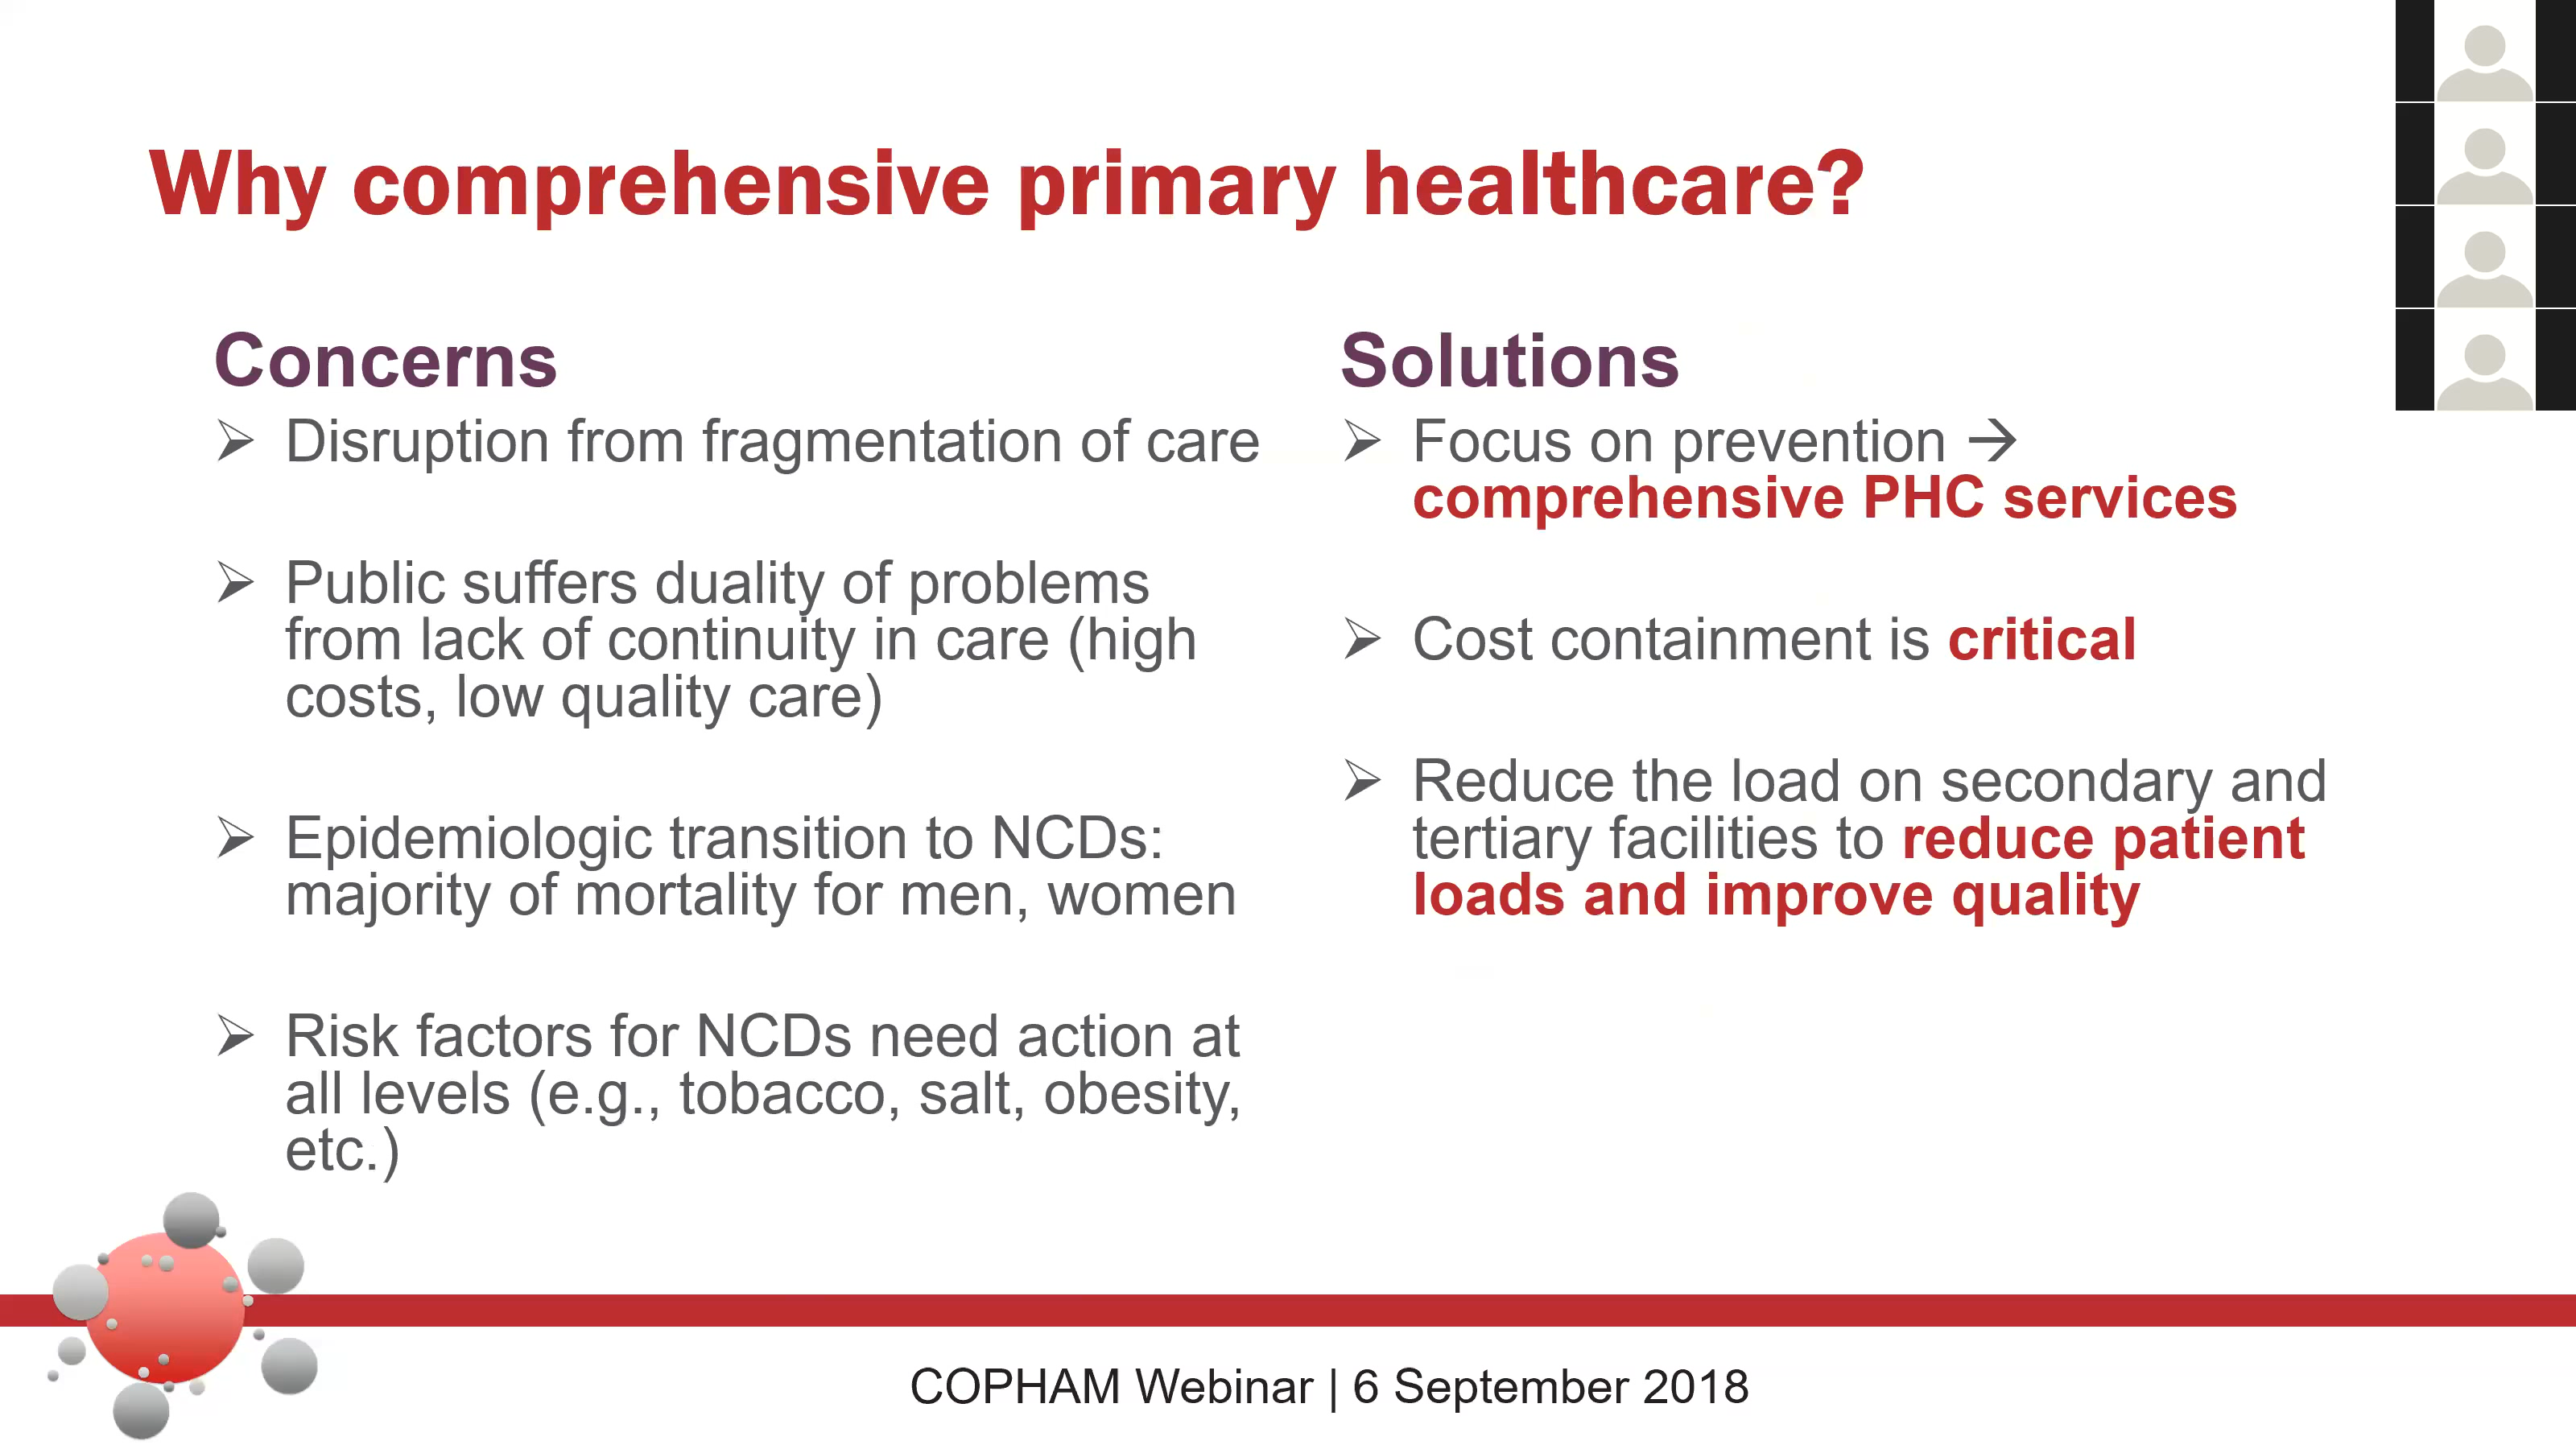 Why comprehensive primary healthcare?
Concerns
➢ Disruption from fragmentation of care
➢ Public suffers duality of problems
from lack of continuity in care (high
costs, low quality care)
➢ Epidemiologic transition to NCDs:
majority of mortality for men, women
➢ Risk factors for NCDs need action at
all levels (e.g., tobacco, salt, obesity,
etc.)
Solutions
➢ Focus on prevention →
comprehensive PHC services
➢ Cost containment is critical
➢ Reduce the load on secondary and
tertiary facilities to reduce patient
loads and improve quality
COPHAM Webinar | 6 September 2018